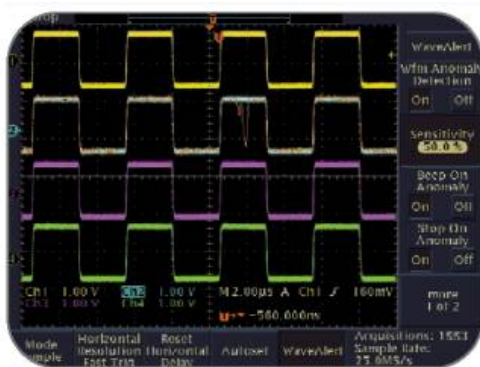 WaveAlert
Wfm Anomaly
Detection
On Off
Sensitivity
50.0 %
Beep On
Anomaly
On Off
Stop On
Anomaly
On Off
Ch1 1.00 V Ch2 1.00 V M 2.00µs A Ch1 160mV
Ch3 1.00 V Ch4 1.00 V
-560.000ns
more
1 of 2
Mode
Horizontal
Resolution
Fast Trig
Reset
Horizontal
Delay
Autoset
WaveAlert
Acquisitions: 1553
Sample Rate:
25.0MS/s